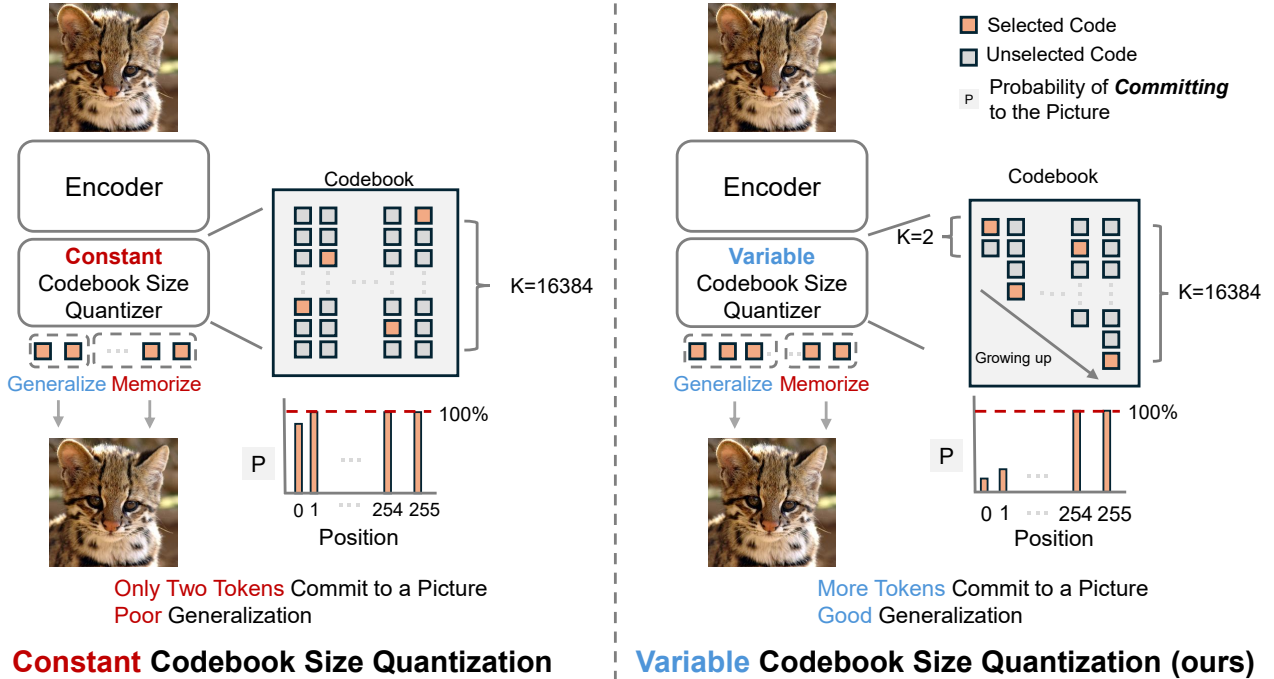 Encoder
Constant
Codebook Size
Quantizer
Generalize Memorize
Codebook
K=16384
P
100%
0 1 254 255
Position
Only Two Tokens Commit to a Picture
Poor Generalization
Constant Codebook Size Quantization
Selected Code
Unselected Code
P Probability of Committing
to the Picture
Encoder
Variable
Codebook Size
Quantizer
Generalize Memorize
Codebook
K=2
K=16384
Growing up
P
100%
0 1 254 255
Position
More Tokens Commit to a Picture
Good Generalization
Variable Codebook Size Quantization (ours)